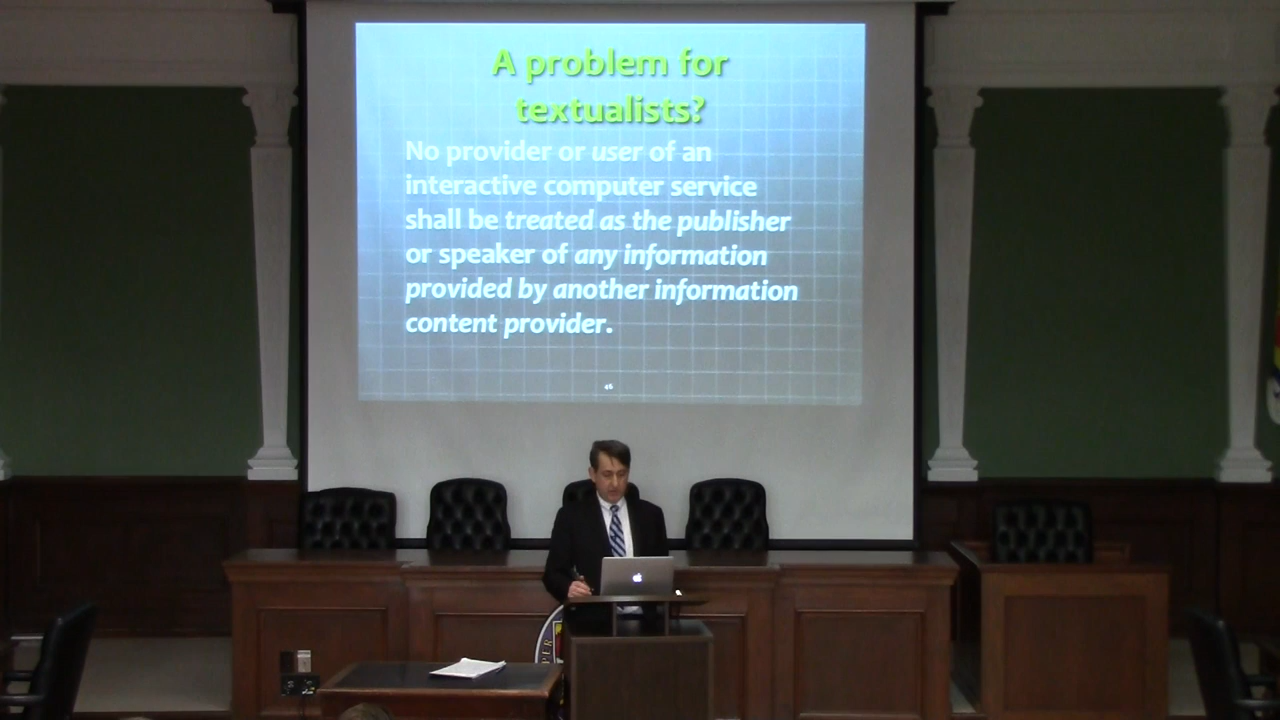 A problem for
textualists?
No provider or user of an
interactive computer service
shall be treated as the publisher
or speaker of any information
provided by another information
content provider.